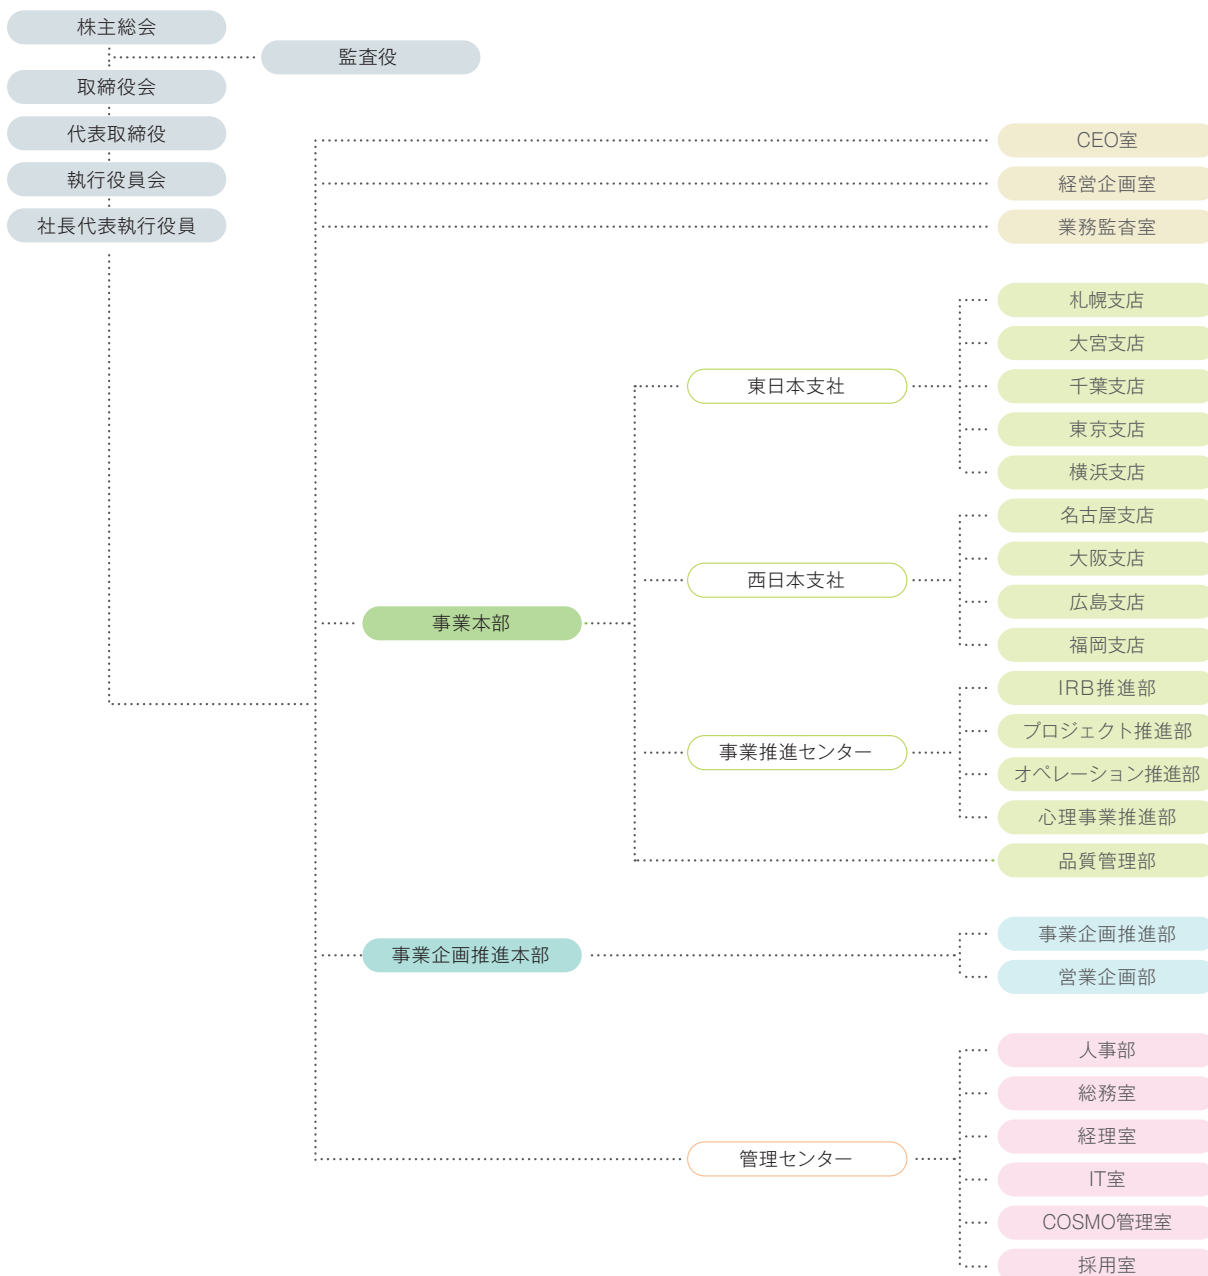 株主総会
監査役
取締役会
代表取締役
執行役員会
社長代表執行役員
CEO室
経営企画室
業務監査室
事業本部
東日本支社
札幌支店
大宮支店
千葉支店
東京支店
横浜支店
西日本支社
名古屋支店
大阪支店
広島支店
福岡支店
事業推進センター
IRB推進部
プロジェクト推進部
オペレーション推進部
心理事業推進部
品質管理部
事業企画推進本部
事業企画推進部
営業企画部
管理センター
人事部
総務室
経理室
IT室
COSMO管理室
採用室